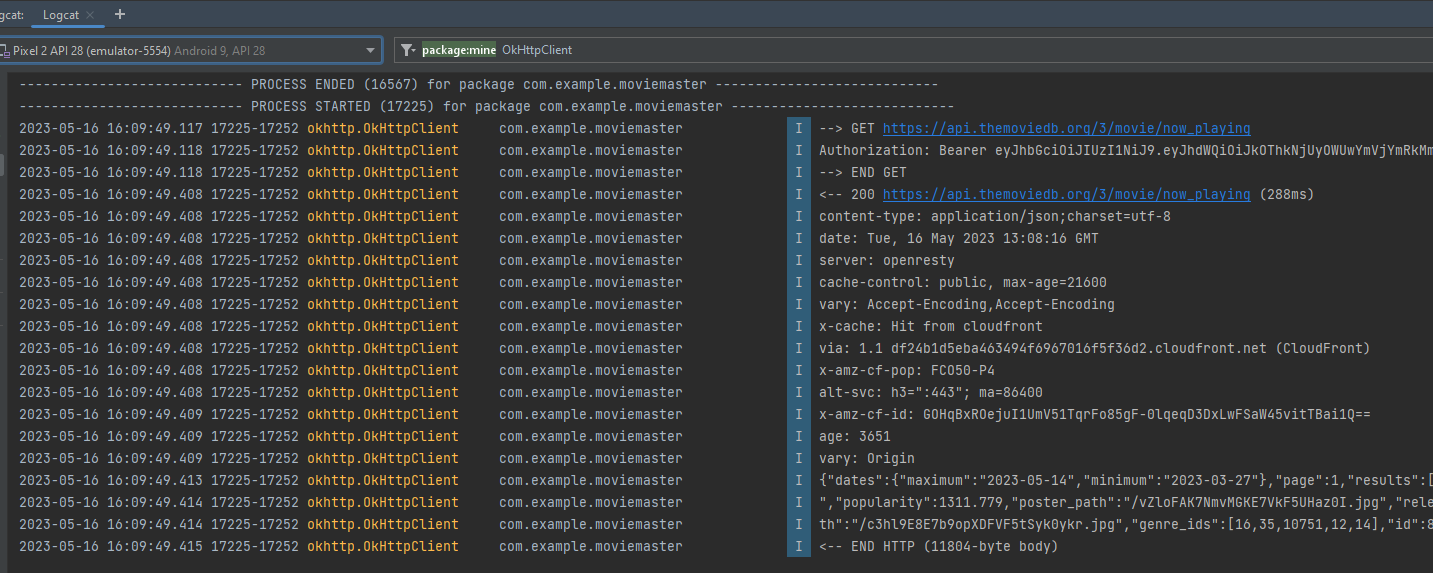 gcat: Logcat × +
Pixel 2 API 28 (emulator-5554) Android 9, API 28 package:mine OkHttpClient
---------------------------- PROCESS ENDED (16567) for package com.example.moviemaster ----------------------------
---------------------------- PROCESS STARTED (17225) for package com.example.moviemaster ----------------------------
2023-05-16 16:09:49.117 17225-17252 okhttp.OkHttpClient com.example.moviemaster I --> GET https://api.themoviedb.org/3/movie/now_playing
2023-05-16 16:09:49.118 17225-17252 okhttp.OkHttpClient com.example.moviemaster I Authorization: Bearer eyJhbGciOiJIUzI1NiJ9.eyJhdWQiOiJkOThkNjUyOWUwYmVjYmRkMm
2023-05-16 16:09:49.118 17225-17252 okhttp.OkHttpClient com.example.moviemaster I --> END GET
2023-05-16 16:09:49.408 17225-17252 okhttp.OkHttpClient com.example.moviemaster I <-- 200 https://api.themoviedb.org/3/movie/now_playing (288ms)
2023-05-16 16:09:49.408 17225-17252 okhttp.OkHttpClient com.example.moviemaster I content-type: application/json;charset=utf-8
2023-05-16 16:09:49.408 17225-17252 okhttp.OkHttpClient com.example.moviemaster I date: Tue, 16 May 2023 13:08:16 GMT
2023-05-16 16:09:49.408 17225-17252 okhttp.OkHttpClient com.example.moviemaster I server: openresty
2023-05-16 16:09:49.408 17225-17252 okhttp.OkHttpClient com.example.moviemaster I cache-control: public, max-age=21600
2023-05-16 16:09:49.408 17225-17252 okhttp.OkHttpClient com.example.moviemaster I vary: Accept-Encoding,Accept-Encoding
2023-05-16 16:09:49.408 17225-17252 okhttp.OkHttpClient com.example.moviemaster I x-cache: Hit from cloudfront
2023-05-16 16:09:49.408 17225-17252 okhttp.OkHttpClient com.example.moviemaster I via: 1.1 df24b1d5eba463494f6967016f5f36d2.cloudfront.net (CloudFront)
2023-05-16 16:09:49.408 17225-17252 okhttp.OkHttpClient com.example.moviemaster I x-amz-cf-pop: FCO50-P4
2023-05-16 16:09:49.408 17225-17252 okhttp.OkHttpClient com.example.moviemaster I alt-svc: h3=":443"; ma=86400
2023-05-16 16:09:49.409 17225-17252 okhttp.OkHttpClient com.example.moviemaster I x-amz-cf-id: GOHqBxROejuI1UmV51TqrFo85gF-0lqeqD3DxLwFSaW45vitTBai1Q==
2023-05-16 16:09:49.409 17225-17252 okhttp.OkHttpClient com.example.moviemaster I age: 3651
2023-05-16 16:09:49.409 17225-17252 okhttp.OkHttpClient com.example.moviemaster I vary: Origin
2023-05-16 16:09:49.413 17225-17252 okhttp.OkHttpClient com.example.moviemaster I {"dates":{"maximum":"2023-05-14","minimum":"2023-03-27"},"page":1,"results":[
2023-05-16 16:09:49.414 17225-17252 okhttp.OkHttpClient com.example.moviemaster I ","popularity":1311.779,"poster_path":"/vZloFAK7NmvMGKE7VkF5UHaz0I.jpg","rele
2023-05-16 16:09:49.414 17225-17252 okhttp.OkHttpClient com.example.moviemaster I th":"/c3hl9E8E7b9opXDFVF5tSyk0ykr.jpg","genre_ids":[16,35,10751,12,14],"id":8
2023-05-16 16:09:49.415 17225-17252 okhttp.OkHttpClient com.example.moviemaster I <-- END HTTP (11804-byte body)